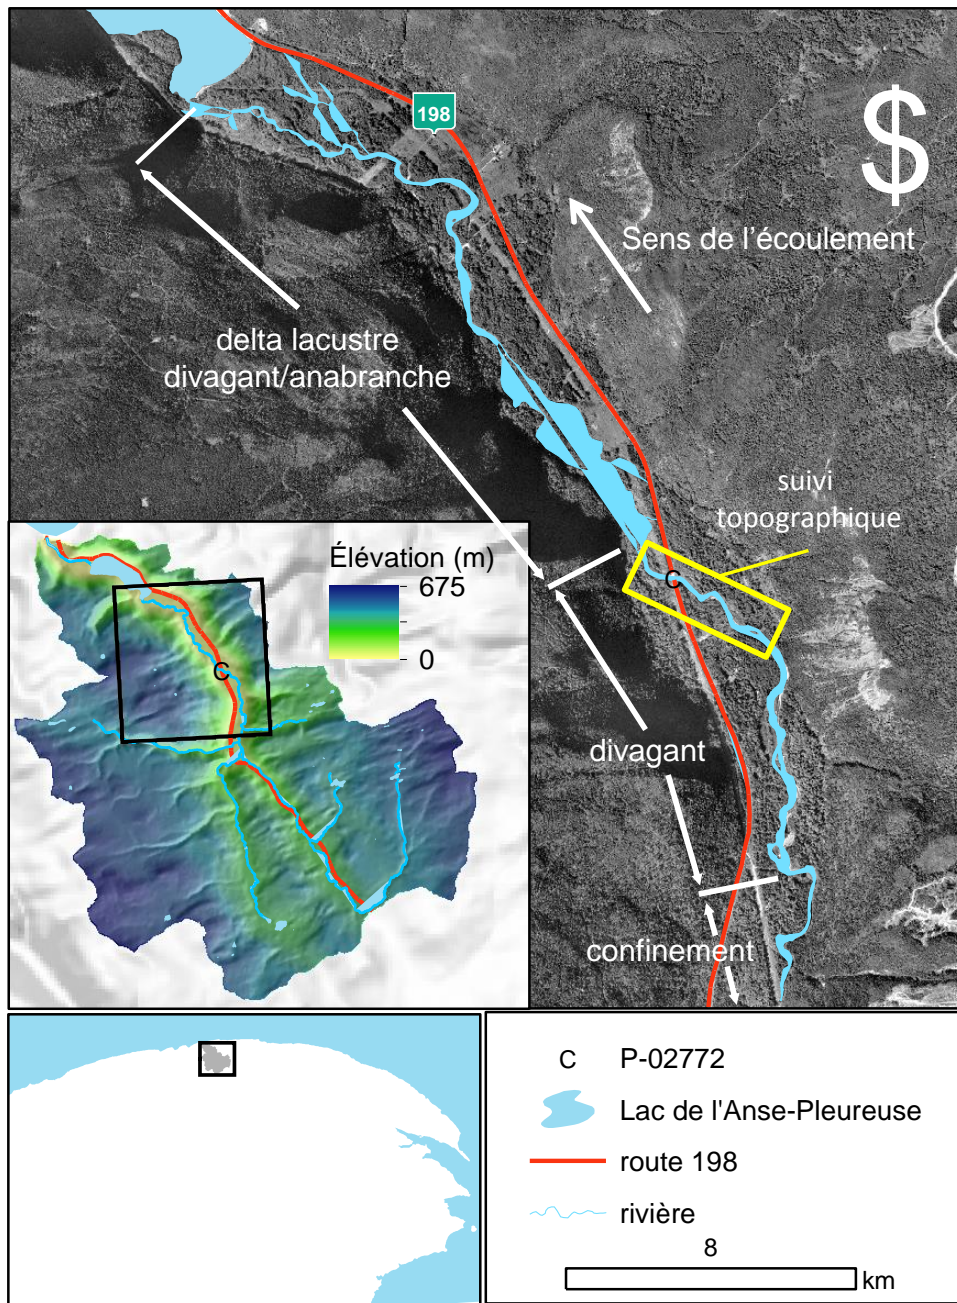 198
$
Sens de l'écoulement
delta lacustre
divagant/anabranche
suivi
topographique
C
Élévation (m)
675
0
C
divagant
confinement
C P-02772
Lac de l'Anse-Pleureuse
route 198
rivière
8
km